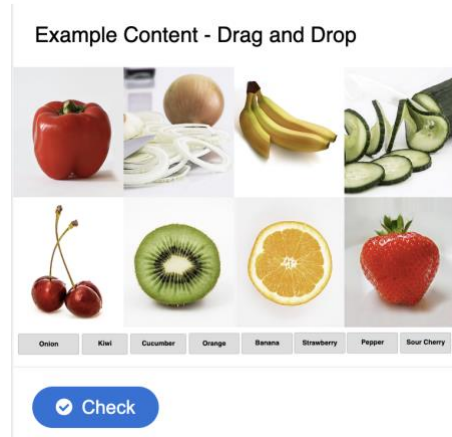 Example Content - Drag and Drop
Onion Kiwi Cucumber Orange Banana Strawberry Pepper Sour Cherry
Check